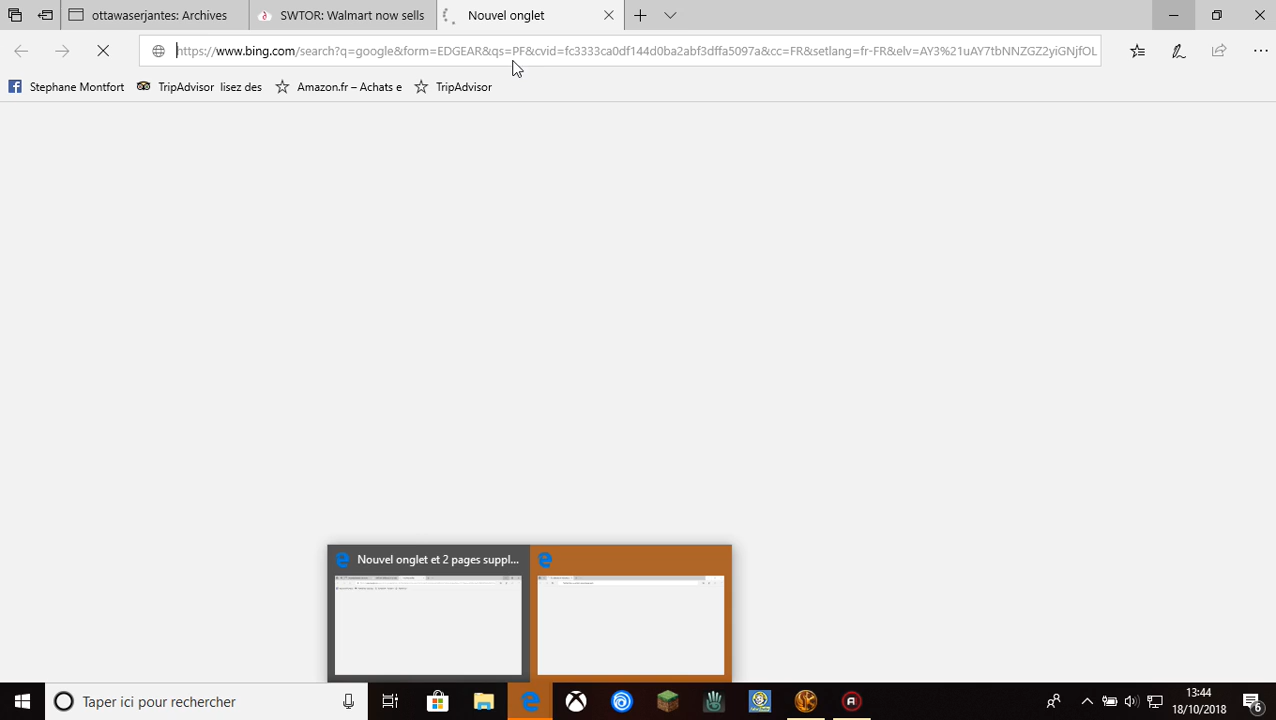 ottawaserjantes: Archives
SWTOR: Walmart now sells
Nouvel onglet
https://www.bing.com/search?q=google&form=EDGEAR&qs=PF&cvid=fc3333ca0df144d0ba2abf3dffa5097a&cc=FR&setlang=fr-FR&elv=AY3%21uAY7tbNNZGZ2yiGNjfOL
Stephane Montfort
TripAdvisor lisez des
Amazon.fr – Achats e
TripAdvisor
Nouvel onglet et 2 pages suppl...
Taper ici pour rechercher
13:44
18/10/2018
6